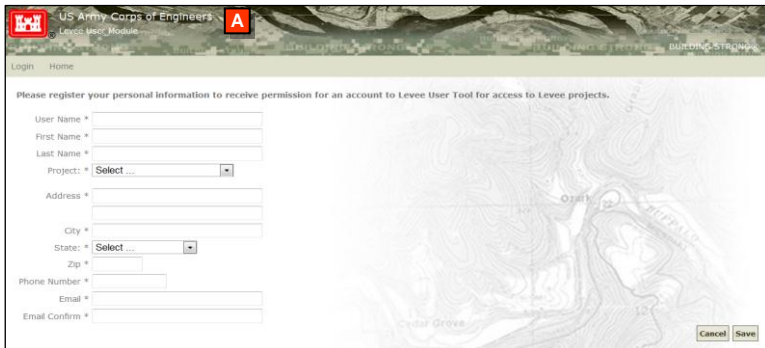 US Army Corps of Engineers
A
Levee User Module
BUILDING STRONG®
Login Home
Please register your personal information to receive permission for an account to Levee User Tool for access to Levee projects.
User Name *
First Name *
Last Name *
Project: * Select ...
Address *
City *
State: * Select ...
Zip *
Phone Number *
Email *
Email Confirm *
Ozark
BUFFALO
Cedar Grove
Cancel Save